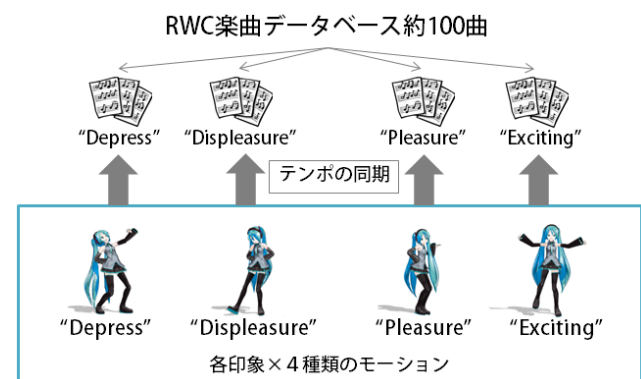 RWC楽曲データベース約100曲
“Depress” “Displeasure” “Pleasure” “Exciting”
テンポの同期
“Depress” “Displeasure” “Pleasure” “Exciting”
各印象×４種類のモーション